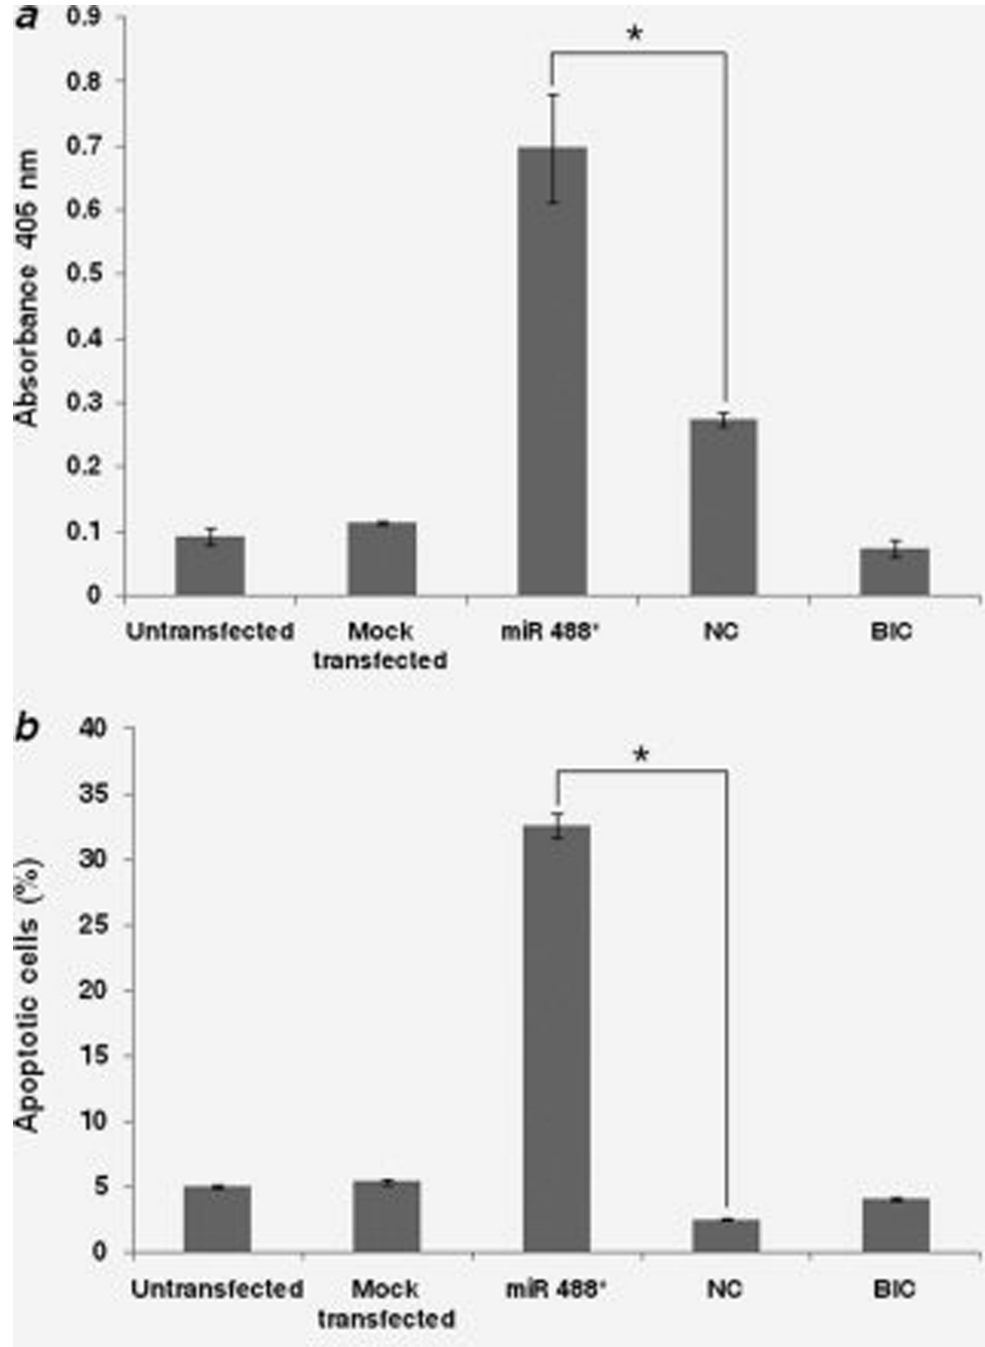 a
0.9
*
0.8
0.7
0.6
0.5
0.4
0.3
0.2
0.1
0
Absorbance 405 nm
Untransfected
Mock
transfected
miR 488*
NC
BIC
b
40
*
35
30
25
20
15
10
5
0
Apoptotic cells (%)
Untransfected
Mock
transfected
miR 488*
NC
BIC